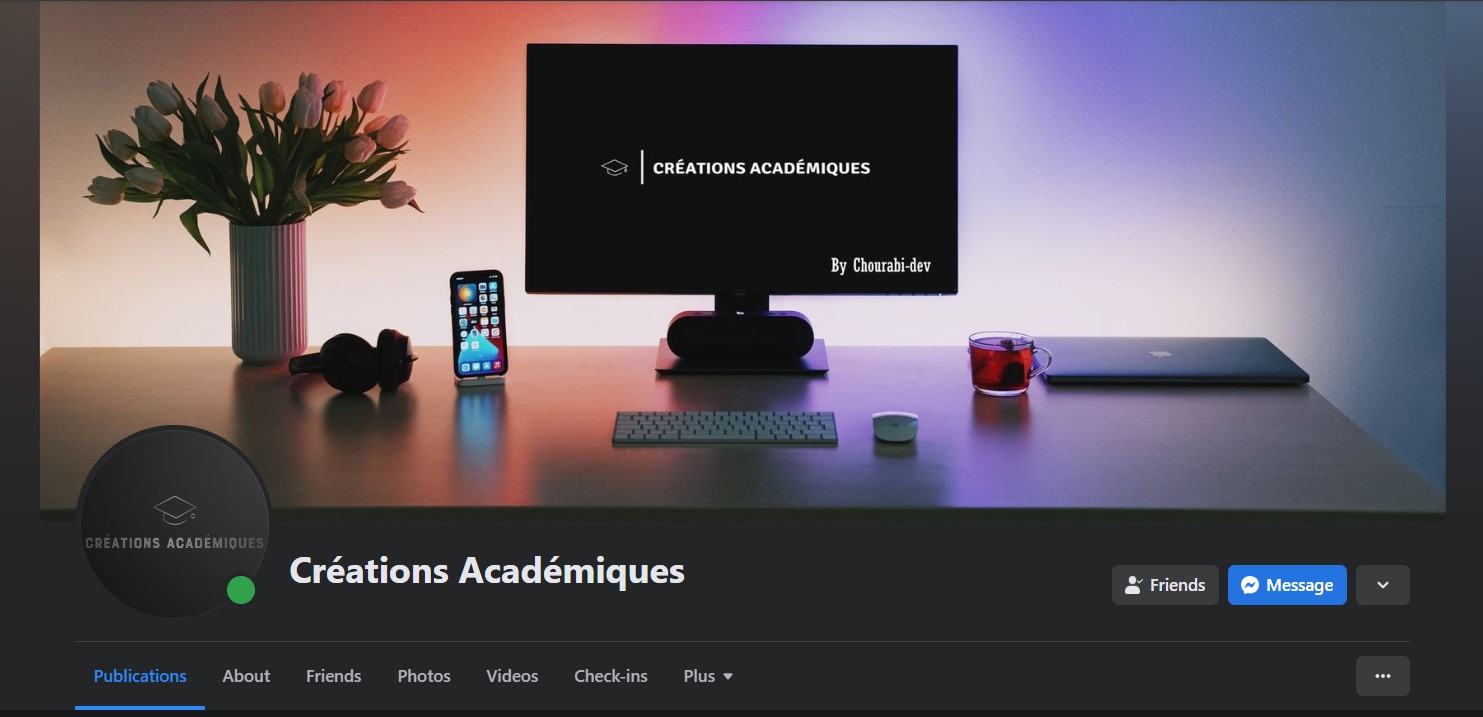 CRÉATIONS ACADÉMIQUES
By Chourabi-dev
CRÉATIONS ACADÉMIQUES
Créations Académiques
Friends
Message
Publications About Friends Photos Videos Check-ins Plus